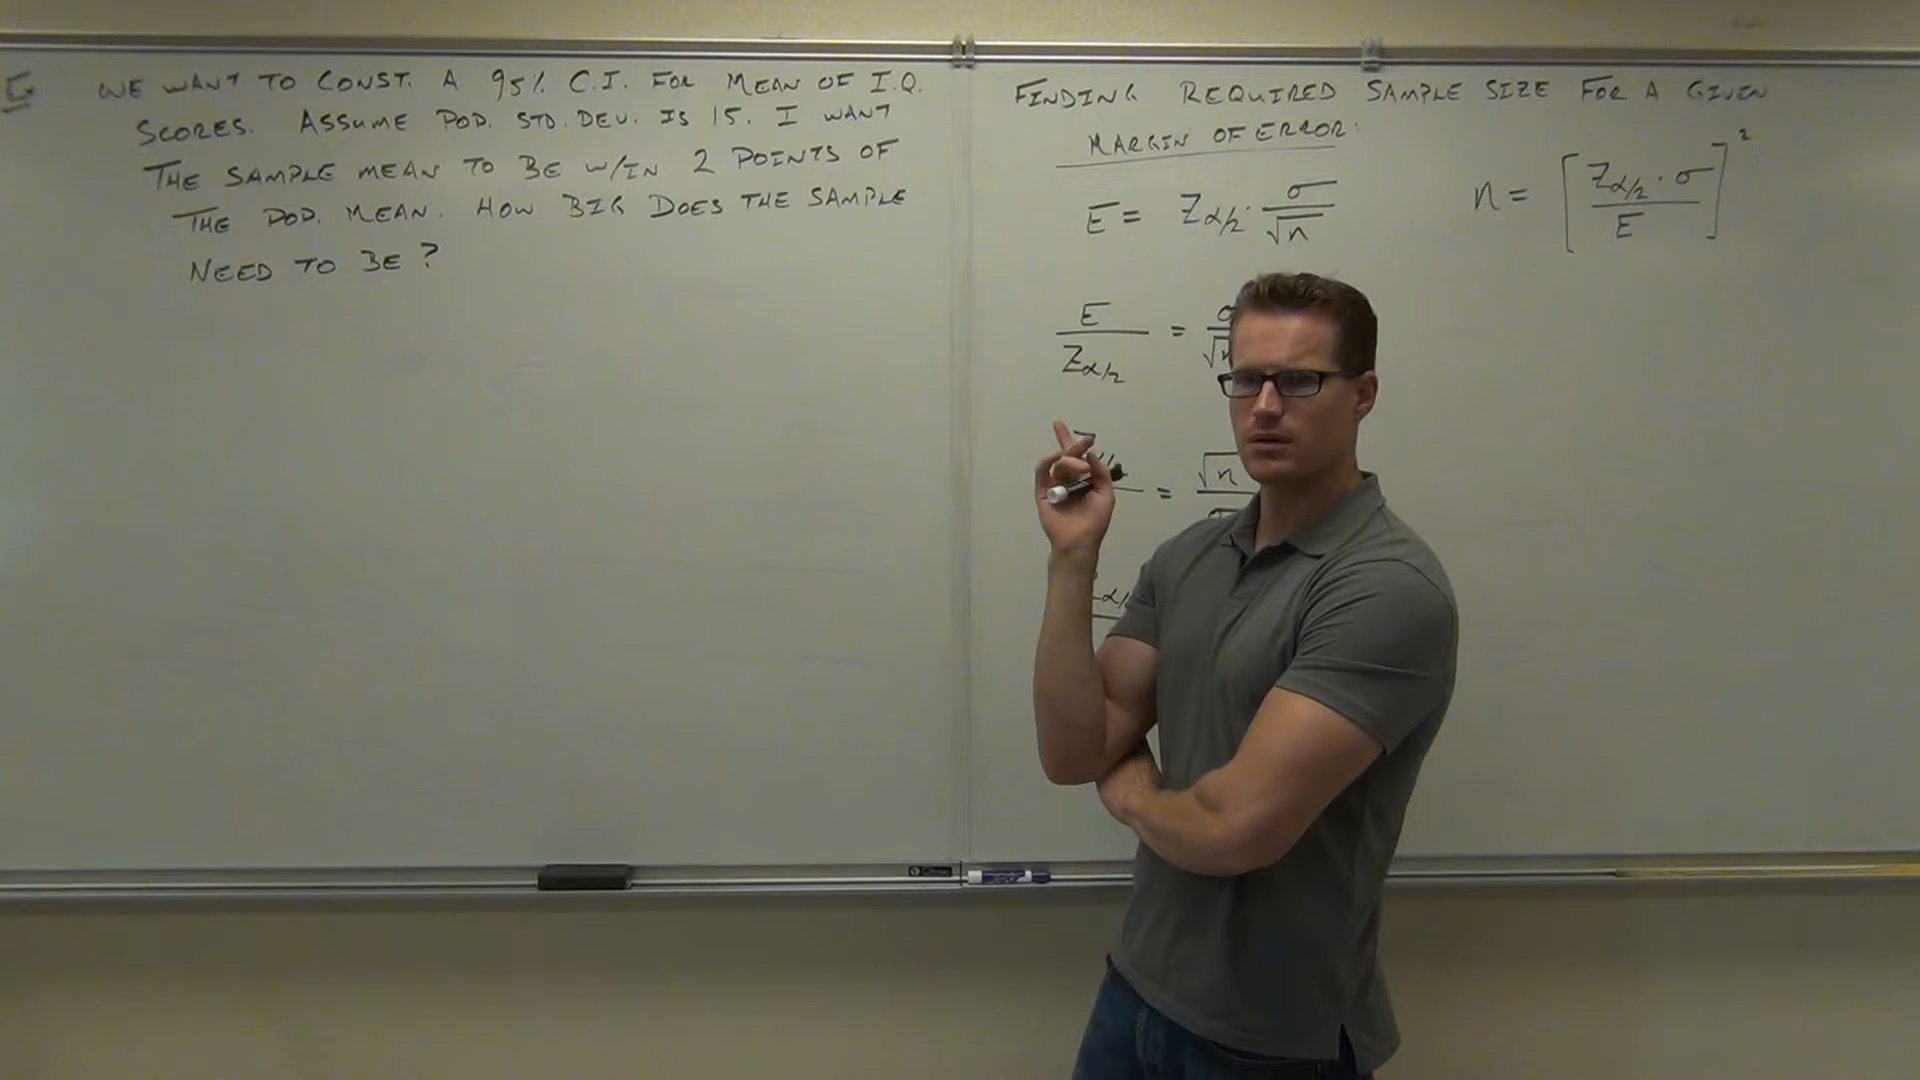 Ex WE WANT TO CONST. A 95% C.I. FOR MEAN OF I.Q.
SCORES. ASSUME POP. STD. DEV. IS 15. I WANT
THE SAMPLE MEAN TO BE W/IN 2 POINTS OF
THE POP. MEAN. HOW BIG DOES THE SAMPLE
NEED TO BE?
FINDING REQUIRED SAMPLE SIZE FOR A GIVEN
MARGIN OF ERROR:
E = Zα/2 · σ/√n
n = [Zα/2 · σ / E]²
E/Zα/2 = σ/√n
= √n
α/